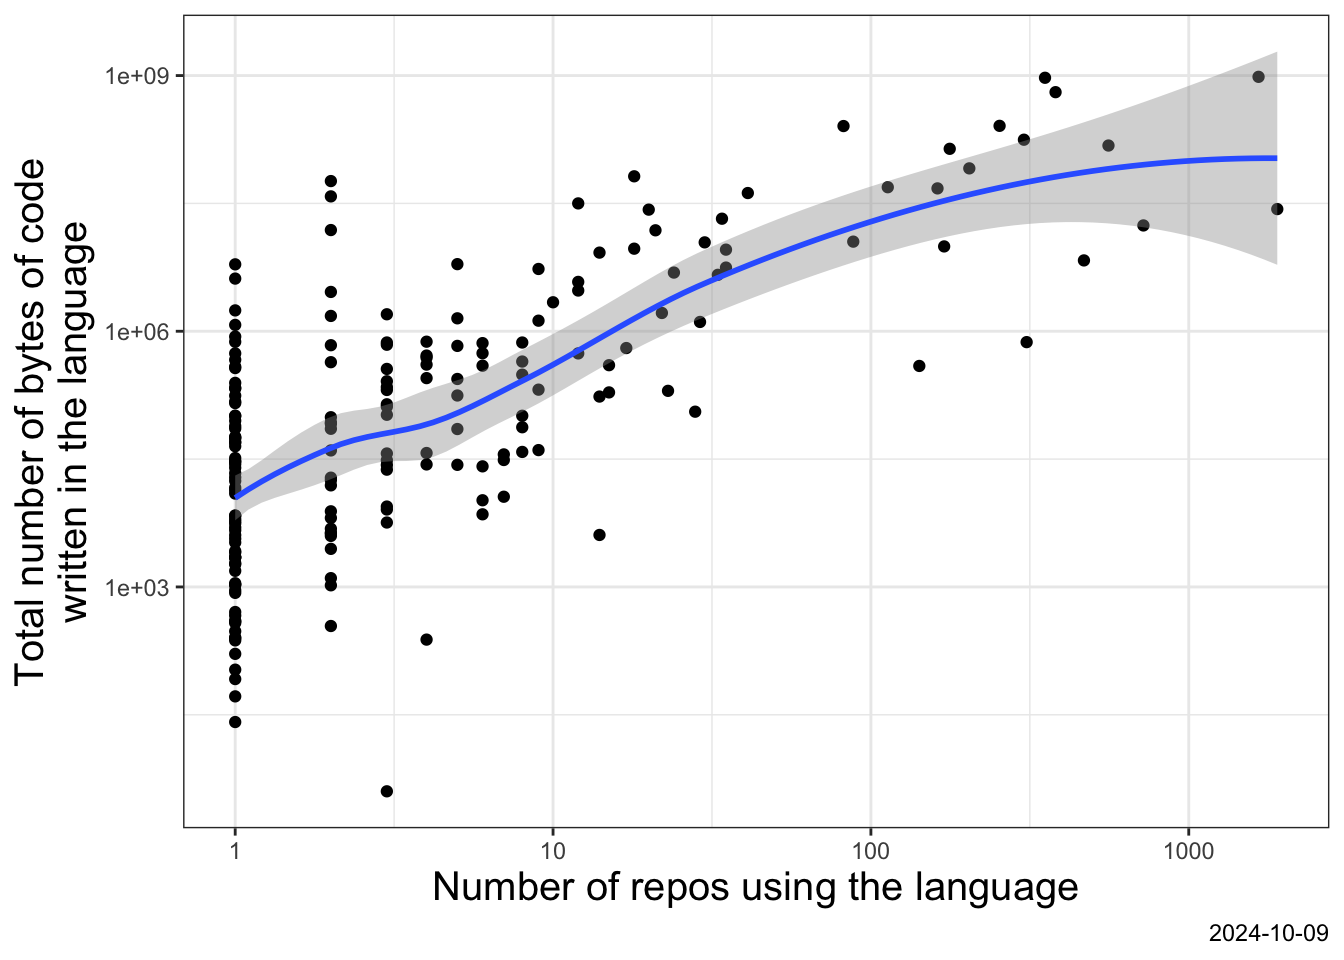 Total number of bytes of code
written in the language
1e+09
1e+06
1e+03
1
10
100
1000
Number of repos using the language
2024-10-09